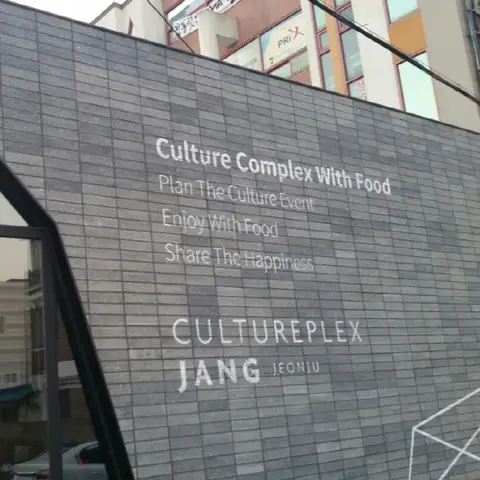 PRIX
Culture Complex With Food
Plan The Culture Event
Enjoy With Food
Share The Happiness
CULTUREPLEX
JANG JEONJU